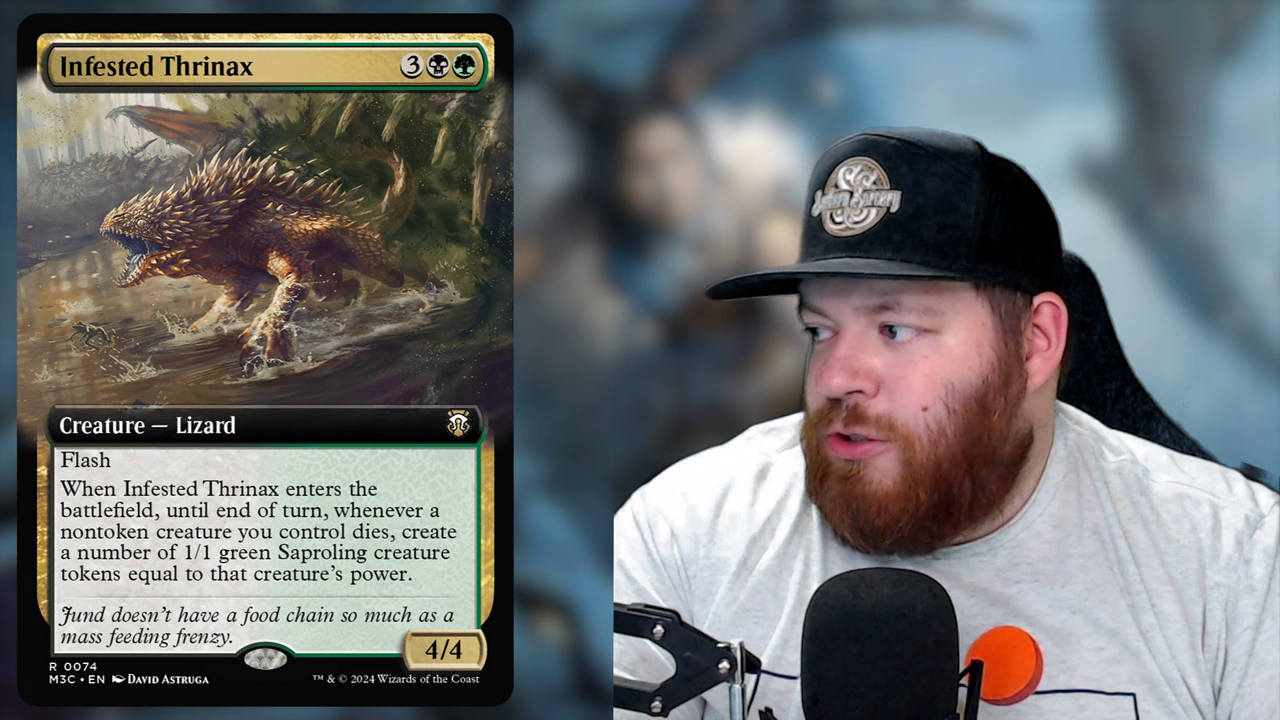 Infested Thrinax
3
Creature — Lizard
Flash
When Infested Thrinax enters the
battlefield, until end of turn, whenever a
nontoken creature you control dies, create
a number of 1/1 green Saproling creature
tokens equal to that creature's power.
Jund doesn't have a food chain so much as a
mass feeding frenzy.
4/4
R 0074
M3C • EN DAVID ASTRUGA
™ & © 2024 Wizards of the Coast